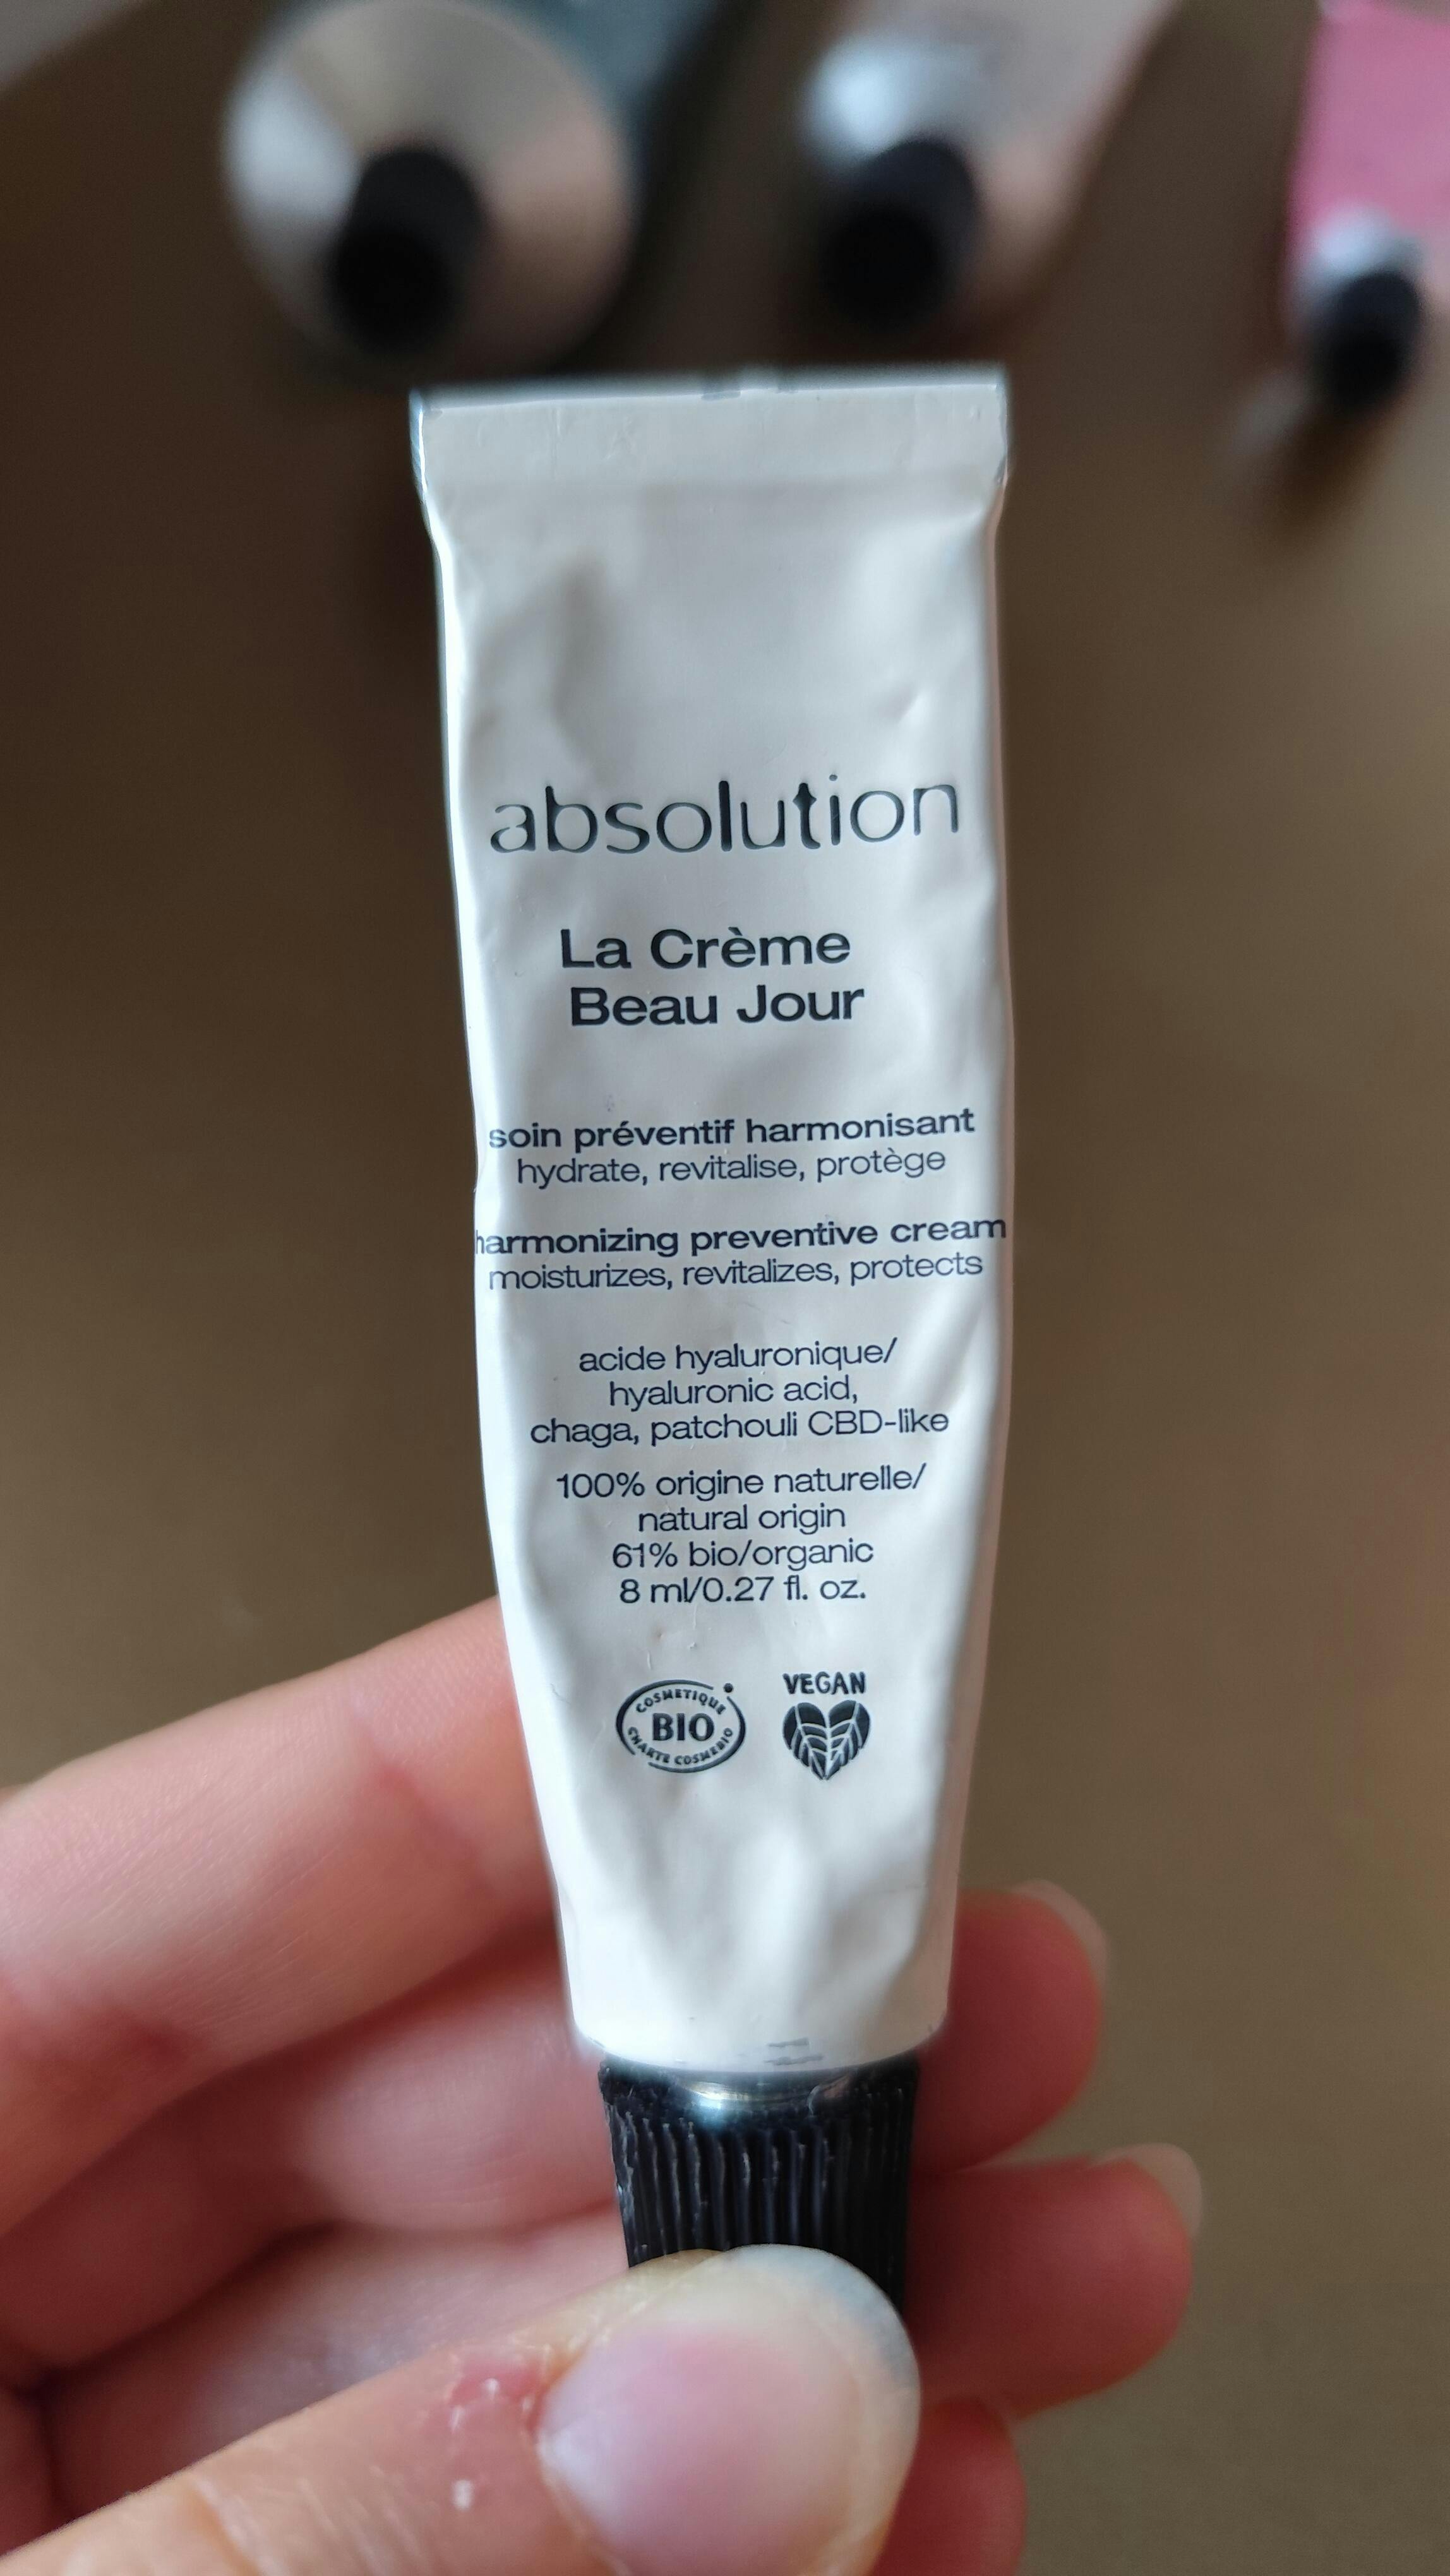 absolution
La Crème
Beau Jour
soin préventif harmonisant
hydrate, revitalise, protège
harmonizing preventive cream
moisturizes, revitalizes, protects
acide hyaluronique/
hyaluronic acid,
chaga, patchouli CBD-like
100% origine naturelle/
natural origin
61% bio/organic
8 ml/0.27 fl. oz.
COSMETIQUE
BIO
CHARTE COSMEBIO
VEGAN